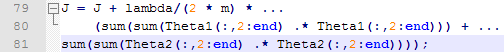 79 J = J + lambda/(2 * m) * ...
80 (sum(sum(Theta1(:,2:end) .* Theta1(:,2:end))) + ...
81 sum(sum(Theta2(:,2:end) .* Theta2(:,2:end))));